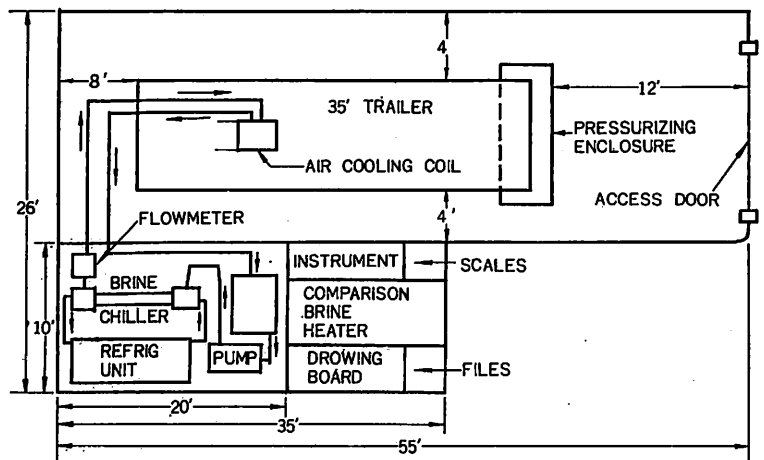 4
8'
12'
35' TRAILER
PRESSURIZING
ENCLOSURE
AIR COOLING COIL
ACCESS DOOR
26'
4'
FLOWMETER
INSTRUMENT
SCALES
BRINE
CHILLER
COMPARISON
BRINE
HEATER
10'
REFRIG
UNIT
PUMP
DROWING
BOARD
FILES
20'
35'
55'